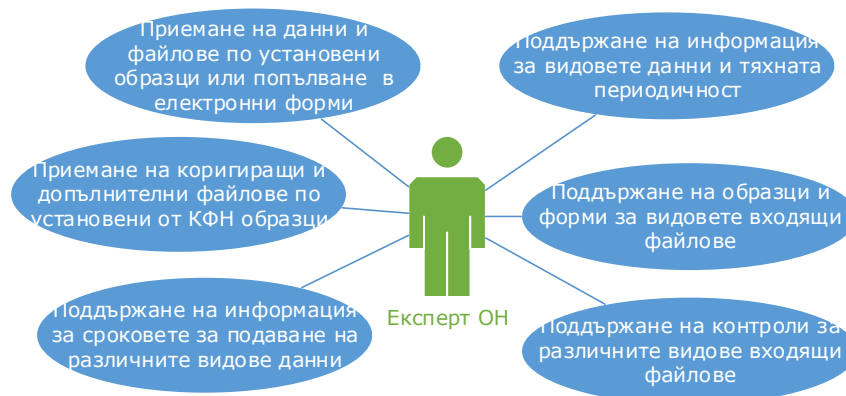 Приемане на данни и
файлове по установени
образци или попълване в
електронни форми
Поддържане на информация
за видовете данни и тяхната
периодичност
Приемане на коригиращи и
допълнителни файлове по
установени от КФН образци
Поддържане на образци и
форми за видовете входящи
файлове
Експерт ОН
Поддържане на информация
за сроковете за подаване на
различните видове данни
Поддържане на контроли за
различните видове входящи
файлове